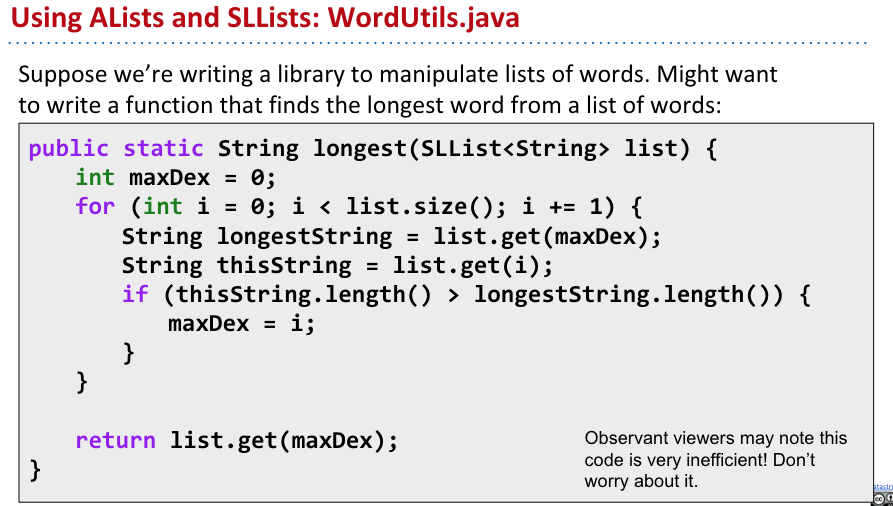 Using ALists and SLLists: WordUtils.java
Suppose we’re writing a library to manipulate lists of words. Might want
to write a function that finds the longest word from a list of words:
public static String longest(SLList<String> list) {
int maxDex = 0;
for (int i = 0; i < list.size(); i += 1) {
String longestString = list.get(maxDex);
String thisString = list.get(i);
if (thisString.length() > longestString.length()) {
maxDex = i;
}
}
return list.get(maxDex);
}
Observant viewers may note this
code is very inefficient! Don’t
worry about it.